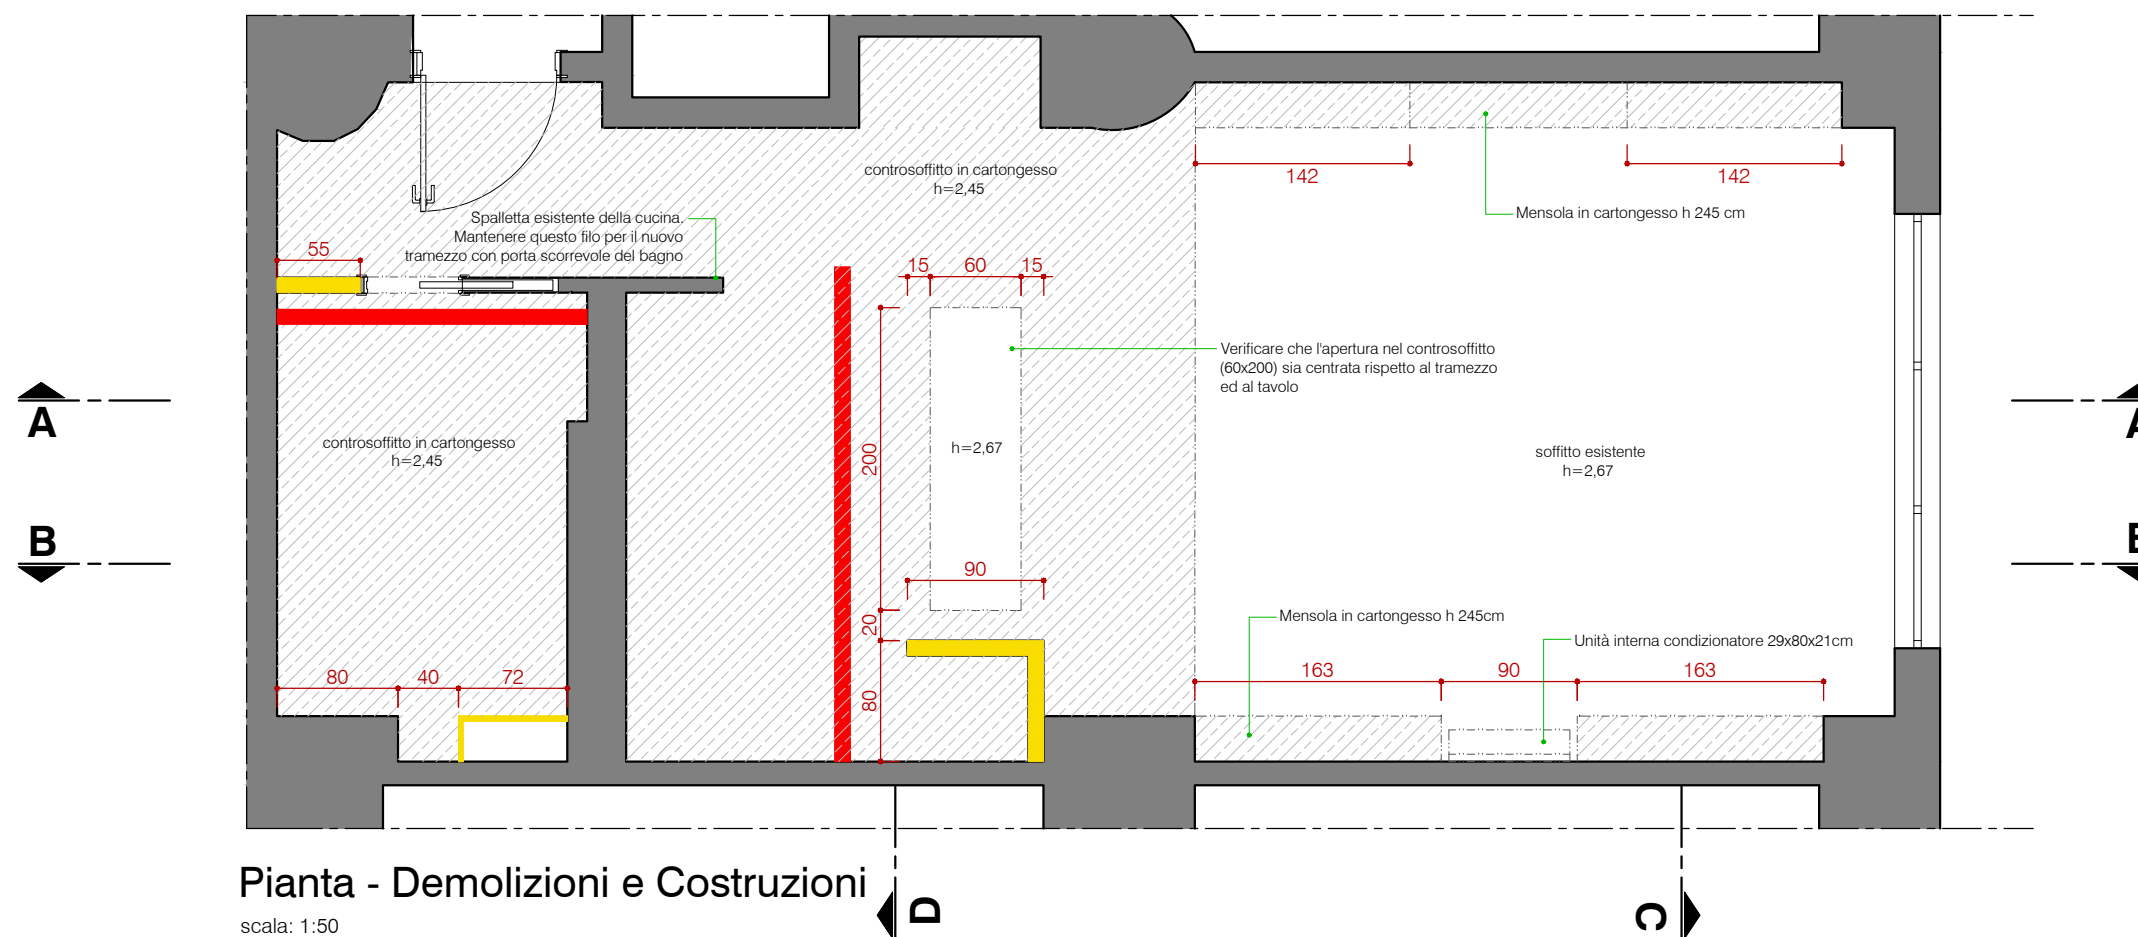 controsoffitto in cartongesso
h=2,45
142
142
Mensola in cartongesso h 245 cm
Spalletta esistente della cucina.
Mantenere questo filo per il nuovo
tramezzo con porta scorrevole del bagno
55
15
60
15
Verificare che l'apertura nel controsoffitto
(60x200) sia centrata rispetto al tramezzo
ed al tavolo
A
A
controsoffitto in cartongesso
h=2,45
200
h=2,67
soffitto esistente
h=2,67
B
B
90
20
Mensola in cartongesso h 245cm
Unità interna condizionatore 29x80x21cm
80
40
72
80
163
90
163
Pianta - Demolizioni e Costruzioni
scala: 1:50
D
C